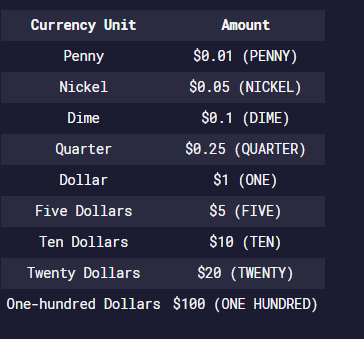 Currency Unit Amount
Penny $0.01 (PENNY)
Nickel $0.05 (NICKEL)
Dime $0.1 (DIME)
Quarter $0.25 (QUARTER)
Dollar $1 (ONE)
Five Dollars $5 (FIVE)
Ten Dollars $10 (TEN)
Twenty Dollars $20 (TWENTY)
One-hundred Dollars $100 (ONE HUNDRED)